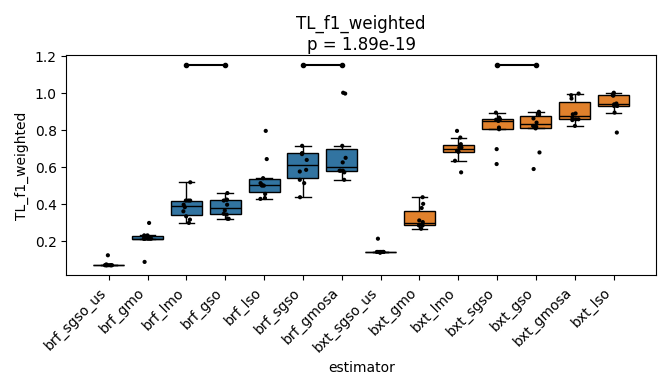 TL_f1_weighted
p = 1.89e-19
TL_f1_weighted
1.2
1.0
0.8
0.6
0.4
0.2
brf_sgso_us
brf_gmo
brf_lmo
brf_gso
brf_lso
brf_sgso
brf_gmosa
bxt_sgso_us
bxt_gmo
bxt_lmo
bxt_sgso
bxt_gso
bxt_gmosa
bxt_lso
estimator